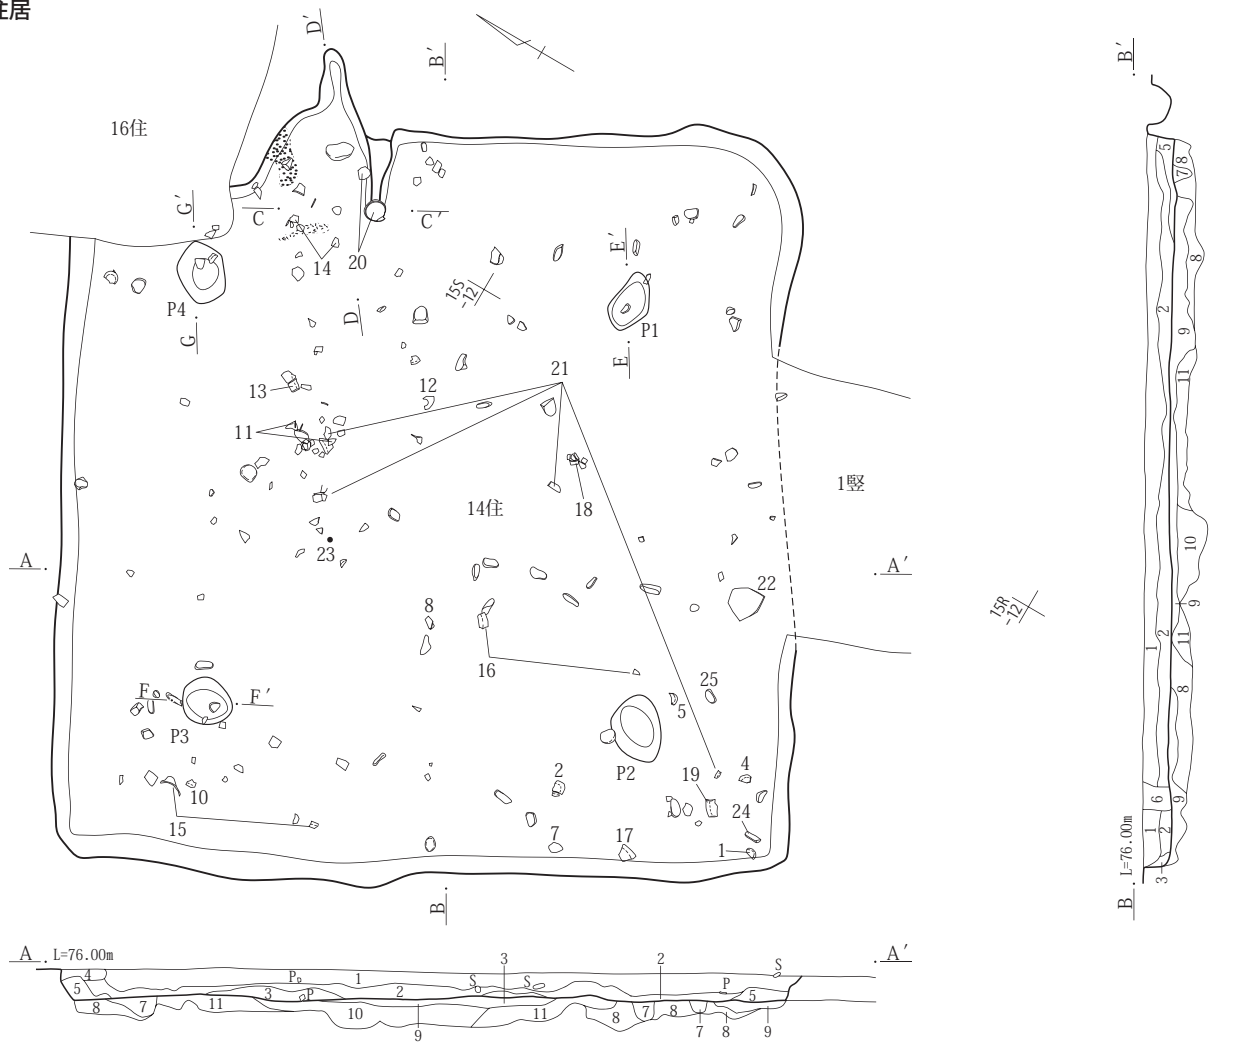 住居
D′
B′
B′
16住
G′
C
C′
E′
14
20
15S
-12
P4
D
P1
G
E
21
13
12
11
1竪
14住
18
23
A
A′
22
15R
-12
8
16
25
F
F′
5
P3
P2
2
19
4
10
24
15
7
17
1
B
A
L=76.00m
A′
3
2
S
4
P
1
S
S
P
5
3
P
2
5
8
7
11
10
9
11
8
7
8
7
8
9
5
8
7
8
2
9
11
10
9
2
11
1
8
6
9
1
2
3
L=76.00m
B